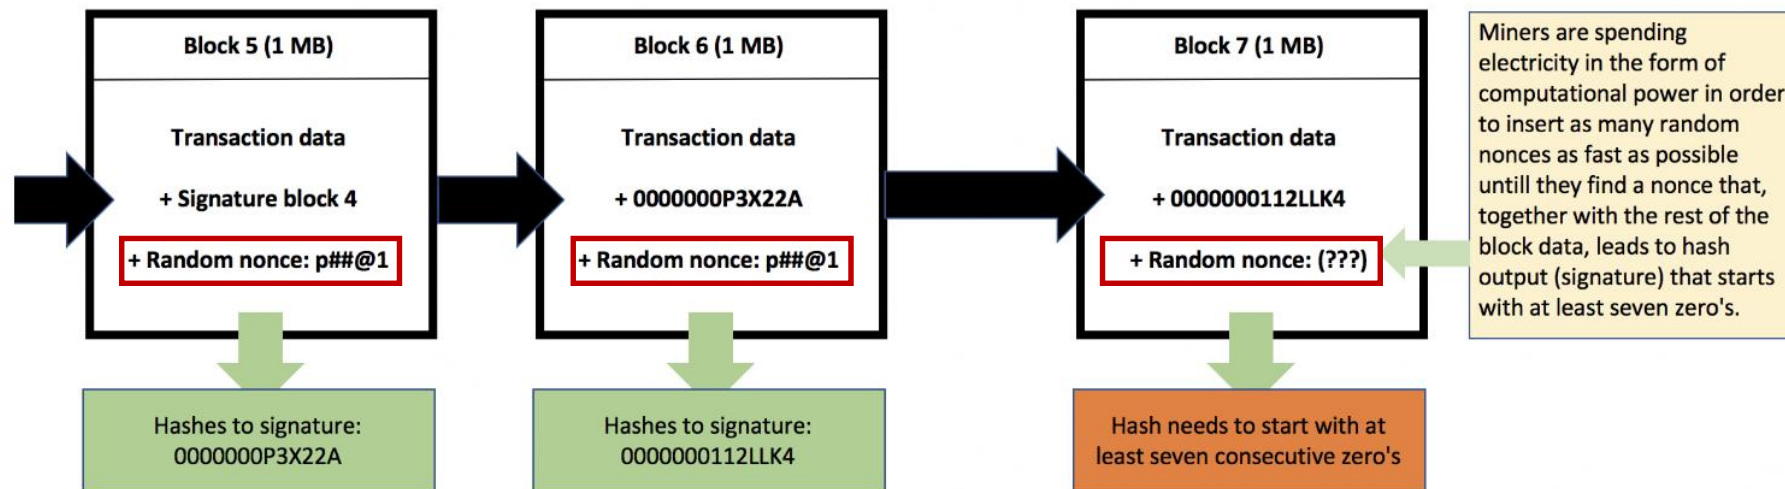 Block 5 (1 MB)
Transaction data
+ Signature block 4
+ Random nonce: p##@1
Hashes to signature:
0000000P3X22A
Block 6 (1 MB)
Transaction data
+ 0000000P3X22A
+ Random nonce: p##@1
Hashes to signature:
0000000112LLK4
Block 7 (1 MB)
Transaction data
+ 0000000112LLK4
+ Random nonce: (???)
Hash needs to start with at
least seven consecutive zero's
Miners are spending
electricity in the form of
computational power in order
to insert as many random
nonces as fast as possible
untill they find a nonce that,
together with the rest of the
block data, leads to hash
output (signature) that starts
with at least seven zero's.